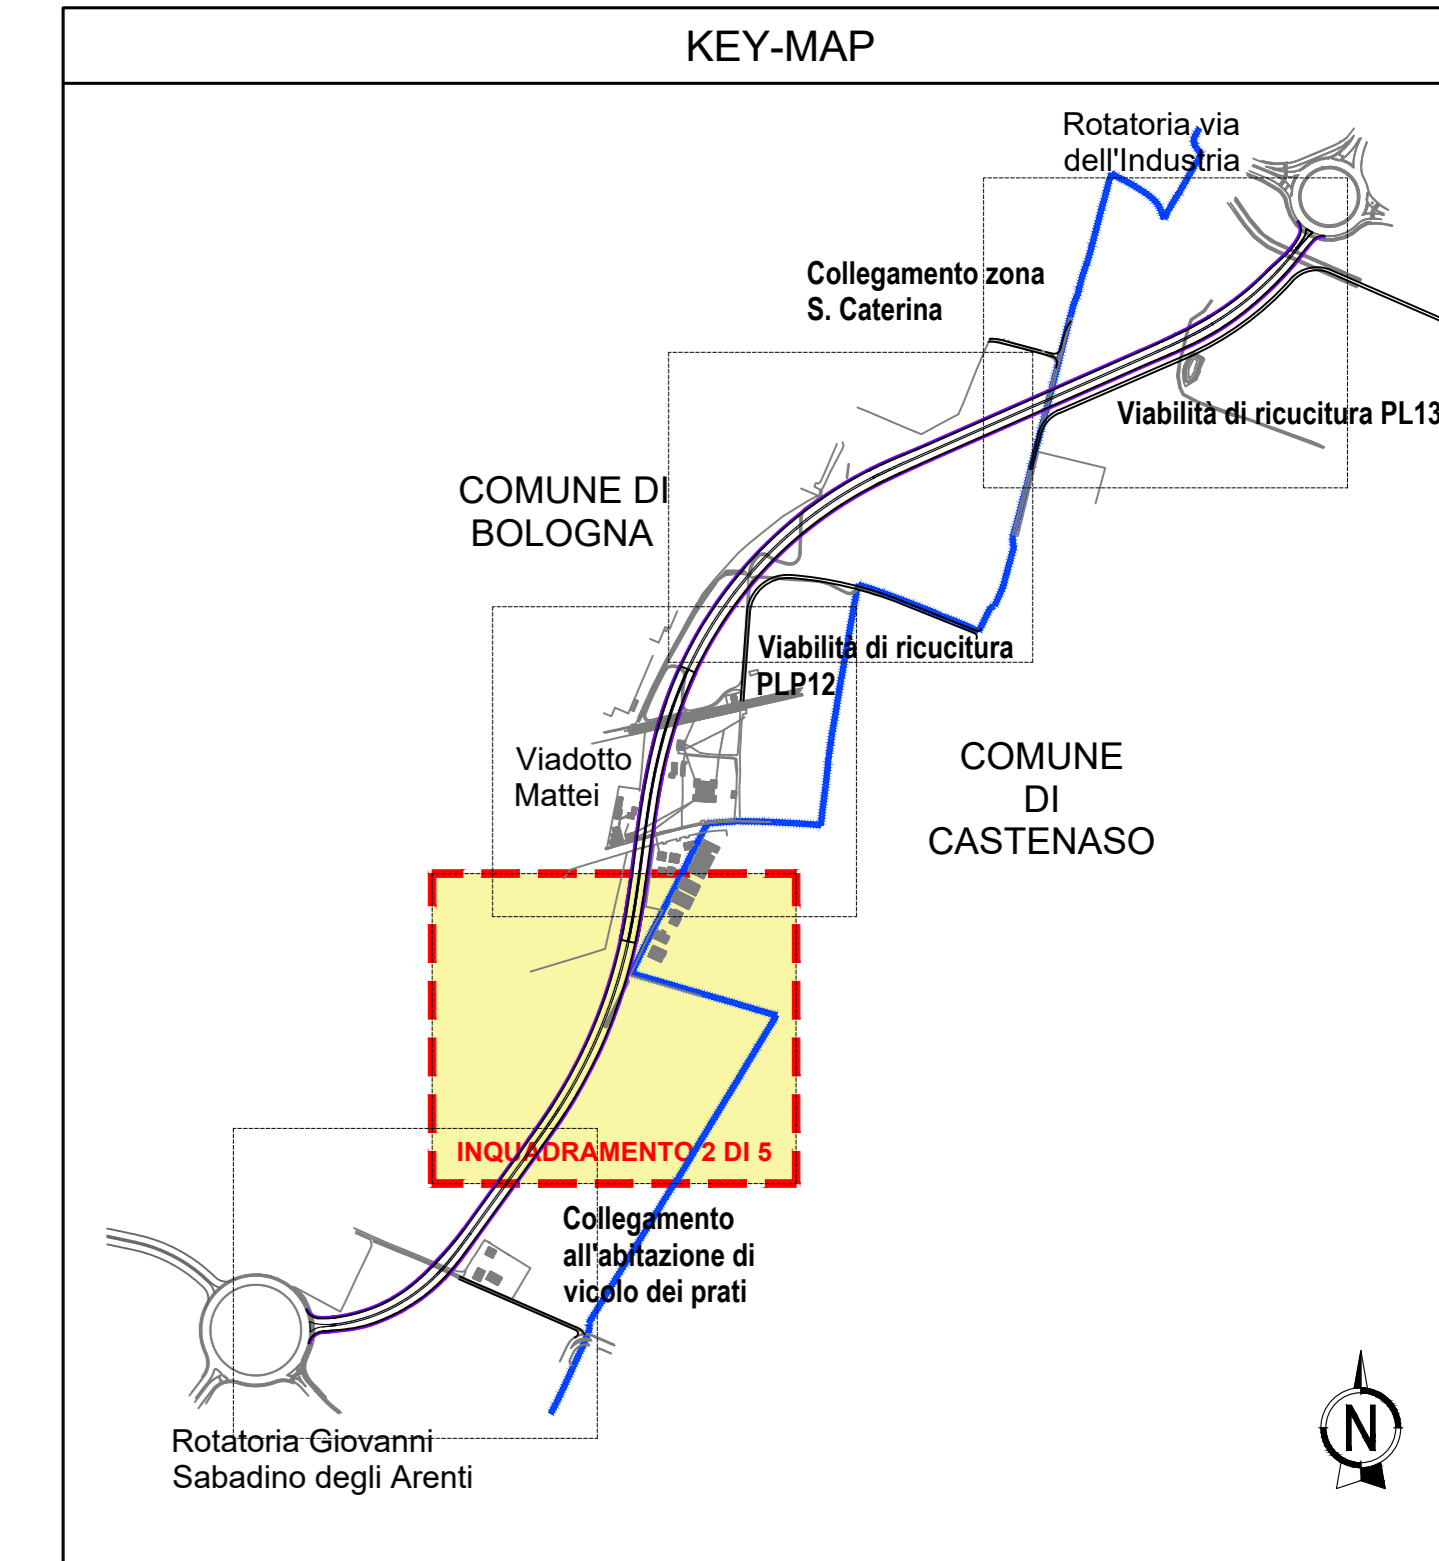 KEY-MAP
Rotatoria via
dell'Industria
Collegamento zona
S. Caterina
Viabilità di ricucitura PL13
COMUNE DI
BOLOGNA
Viabilità di ricucitura
PLP12
Viadotto
Mattei
COMUNE
DI
CASTENASO
INQUADRAMENTO 2 DI 5
Collegamento
all'abitazione di
vicolo dei prati
Rotatoria Giovanni
Sabadino degli Arenti
N